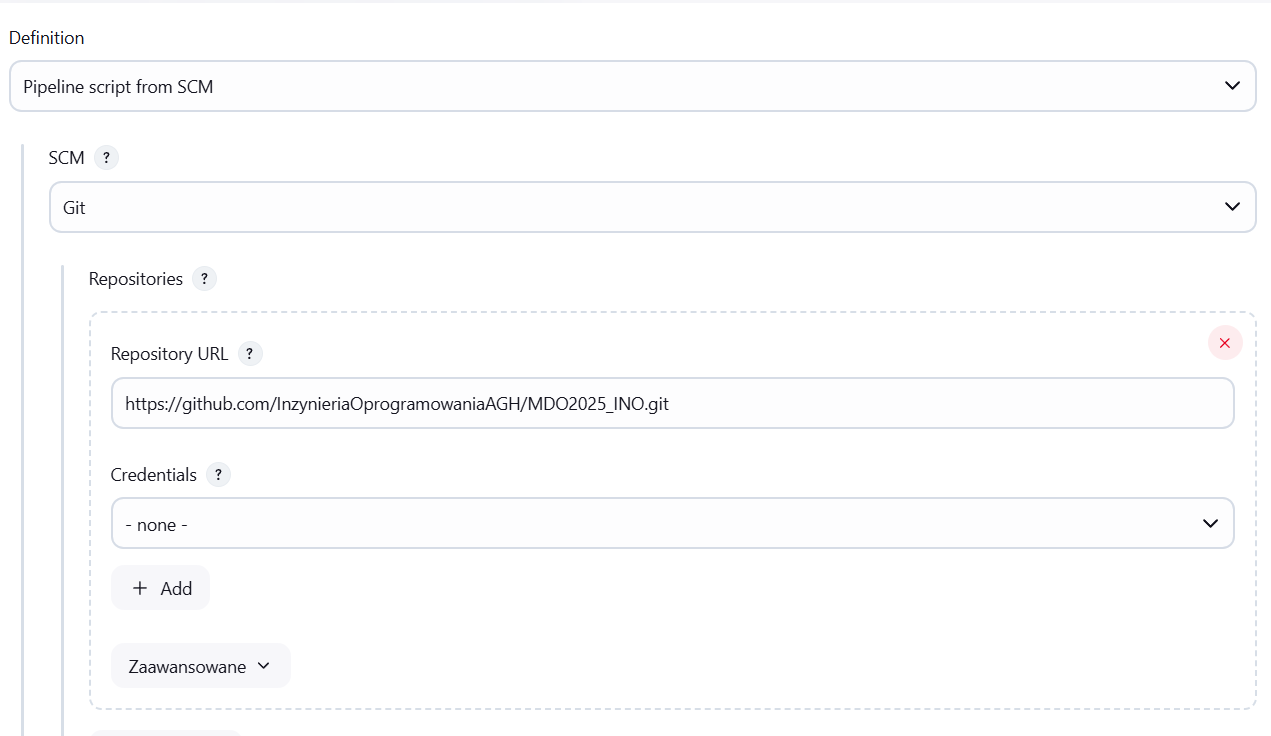 Definition
Pipeline script from SCM
SCM ?
Git
Repositories ?
Repository URL ?
https://github.com/InzynieriaOprogramowaniaAGH/MDO2025_INO.git
Credentials ?
- none -
+ Add
Zaawansowane